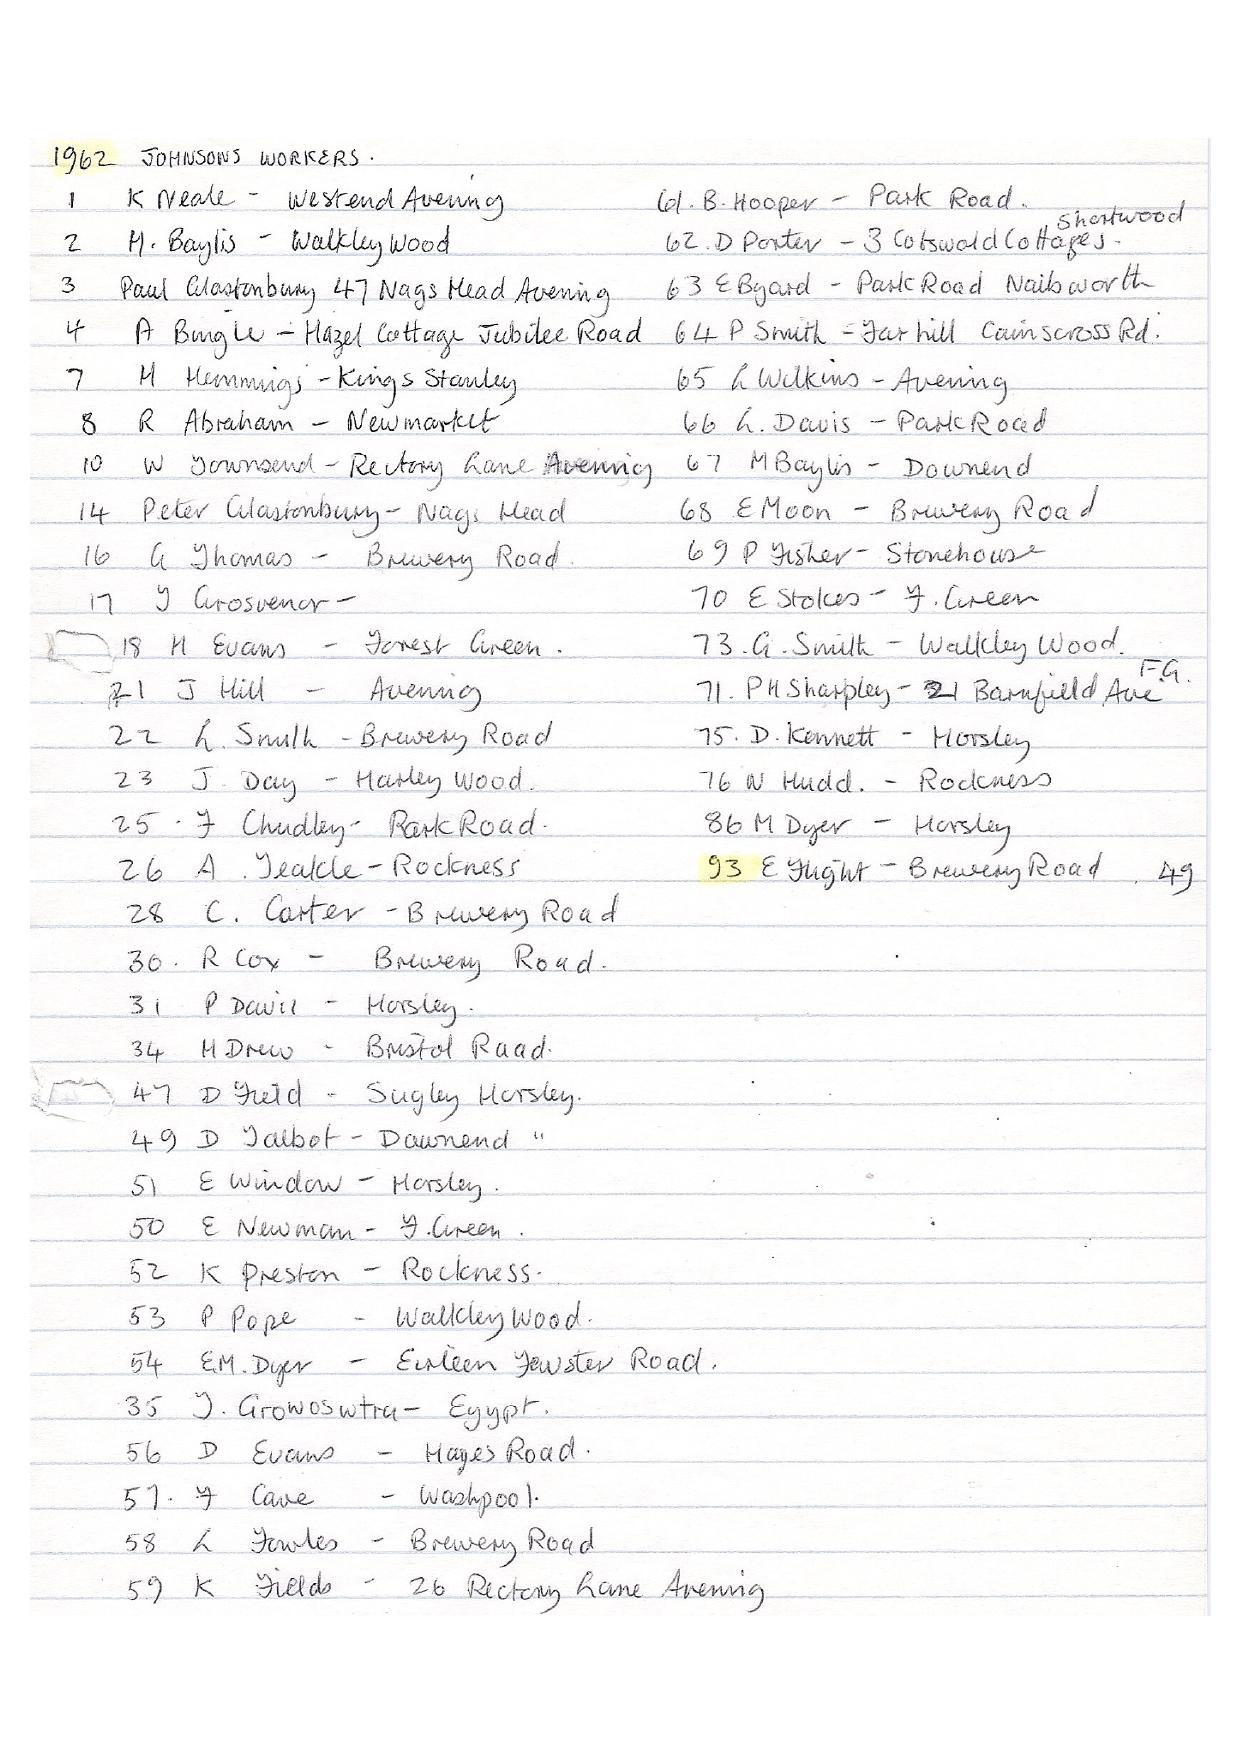 1962 JOHNSONS WORKERS.
1 K Neale - Westend Avening
2 M. Baylis - Walkley Wood
3 Paul Glastonbury 47 Nags Head Avening
4 A Bingle - Hazel Cottage Jubilee Road
7 H Hemmigs - Kings Stanley
8 R Abraham - Newmarket
10 W Townsend - Rectory Lane Avening
14 Peter Glastonbury - Nags Head
16 G Thomas - Brewery Road.
17 J Grosvenor -
18 H Evans - Forest Green.
21 J Hill - Avening
22 L. Smith - Brewery Road
23 J. Day - Harley Wood.
25. F Chudley - Park Road.
26 A. Teakle - Rockness
28 C. Carter - Brewery Road
30. R Cox - Brewery Road.
31 P Davis - Horsley.
34 H Drew - Bristol Road.
47 D Field - Sugley Horsley.
49 D Talbot - Downend "
51 E Window - Horsley.
50 E Newman - F. Green.
52 K Preston - Rockness.
53 P Pope - Walkley Wood.
54 E.M. Dyer - Eirleen Fewster Road.
35 J. Growoswtra - Egypt.
56 D Evans - Hayes Road.
57. F Cave - Washpool.
58 L Fowles - Brewery Road
59 K Fields - 26 Rectory Lane Avening
61. B. Hooper - Park Road.
Shortwood
62. D Porter - 3 Cotswold Cottages.
63 E Byard - Park Road Nailsworth
64 P Smith - Farhill Cainscross Rd.
65 L Wilkins - Avening
66 L. Davis - Park Road
67 M Baylis - Downend
68 E Moon - Brewery Road
69 P Fisher - Stonehouse
70 E Stokes - F. Green
73. G. Smith - Walkley Wood.
F.G.
71. P H Sharpley - 21 Barnfield Ave
75. D. Kennett - Horsley
76 N Hudd. - Rockness
86 M Dyer - Horsley
93 E Flight - Brewery Road. 49